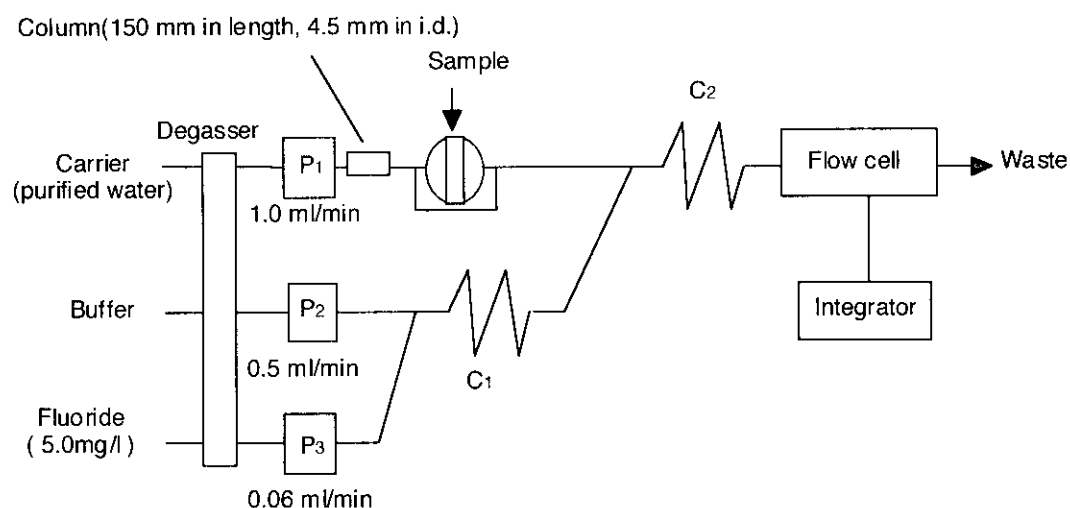 Column(150 mm in length, 4.5 mm in i.d.)
Sample
C2
Degasser
Carrier
(purified water)
P1
1.0 ml/min
Flow cell
Waste
Buffer
P2
0.5 ml/min
C1
Integrator
Fluoride
( 5.0mg/l )
P3
0.06 ml/min